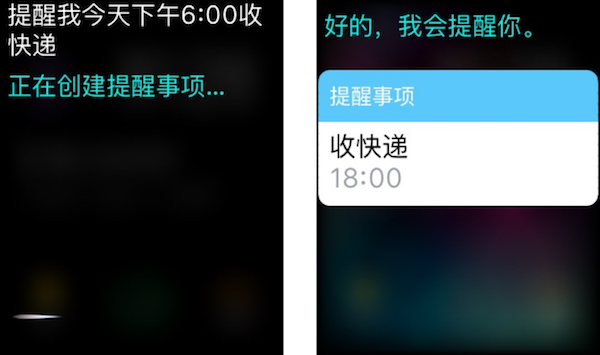 提醒我今天下午6:00收
快递
正在创建提醒事项...
好的，我会提醒你。
提醒事项
收快递
18:00